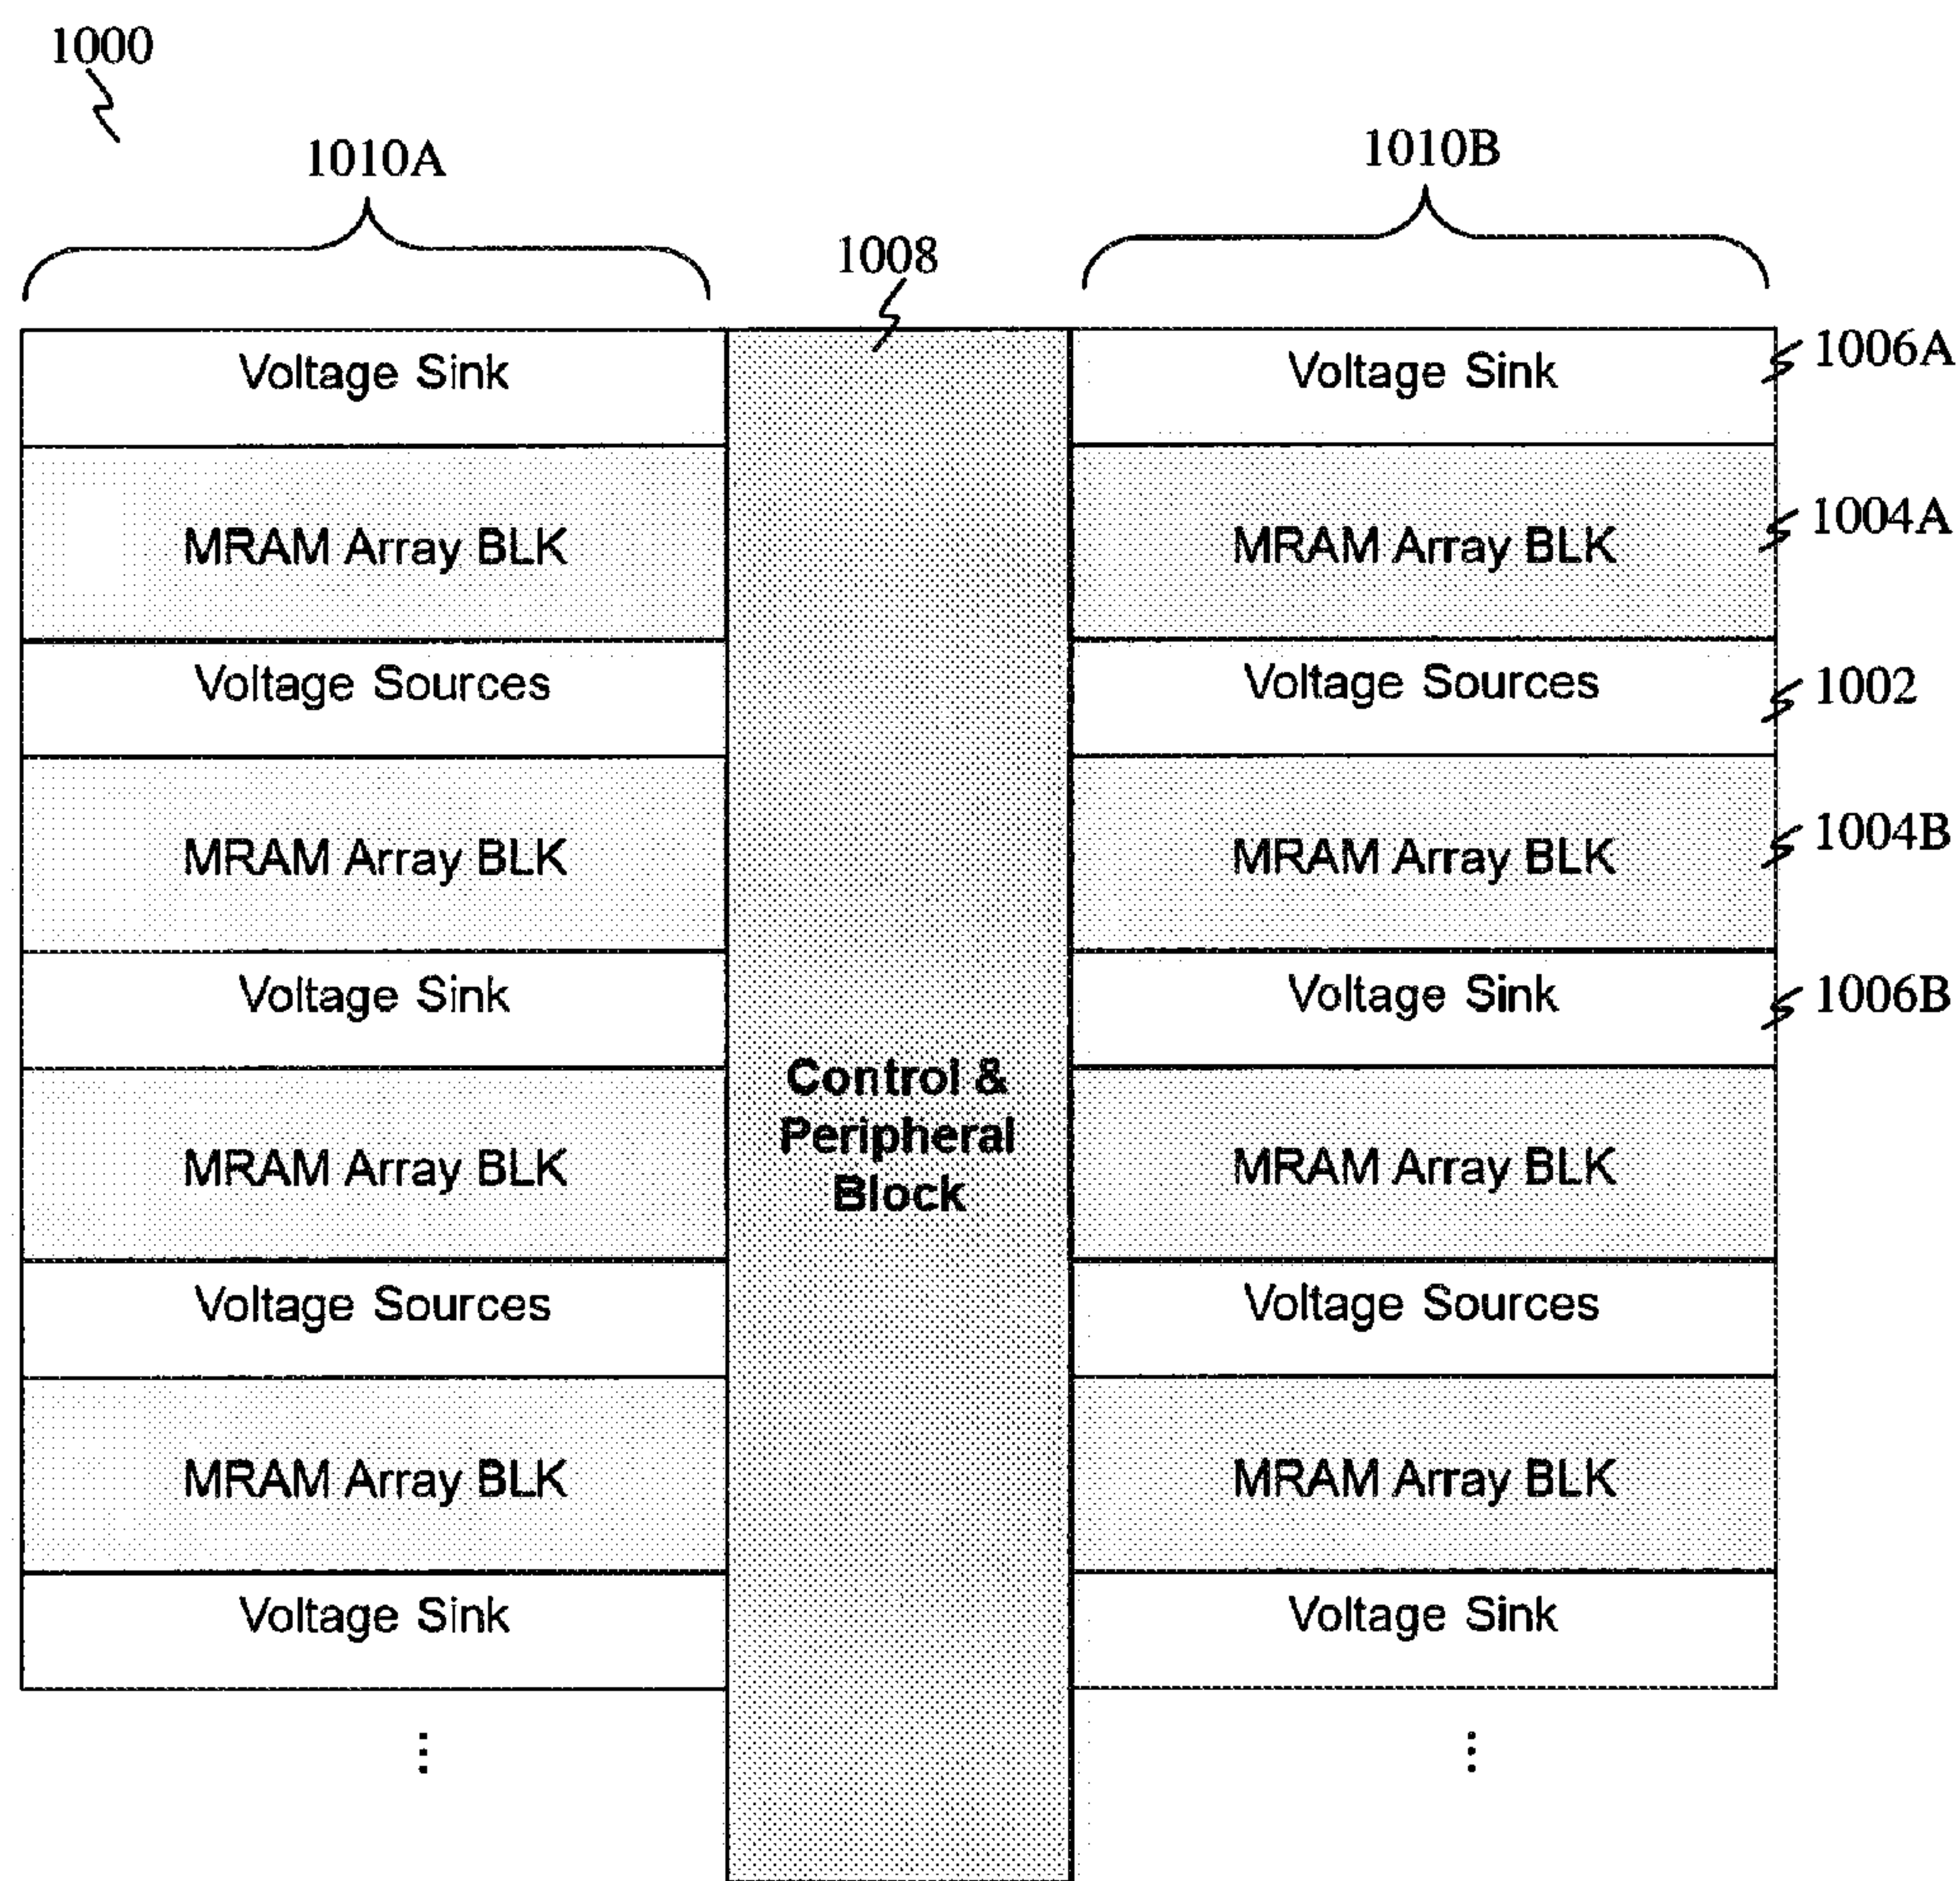 1000
1010A
1010B
1008
Voltage Sink
Voltage Sink
1006A
MRAM Array BLK
MRAM Array BLK
1004A
Voltage Sources
Voltage Sources
1002
MRAM Array BLK
MRAM Array BLK
1004B
Voltage Sink
Voltage Sink
1006B
Control &
Peripheral
Block
MRAM Array BLK
MRAM Array BLK
Voltage Sources
Voltage Sources
MRAM Array BLK
MRAM Array BLK
Voltage Sink
Voltage Sink